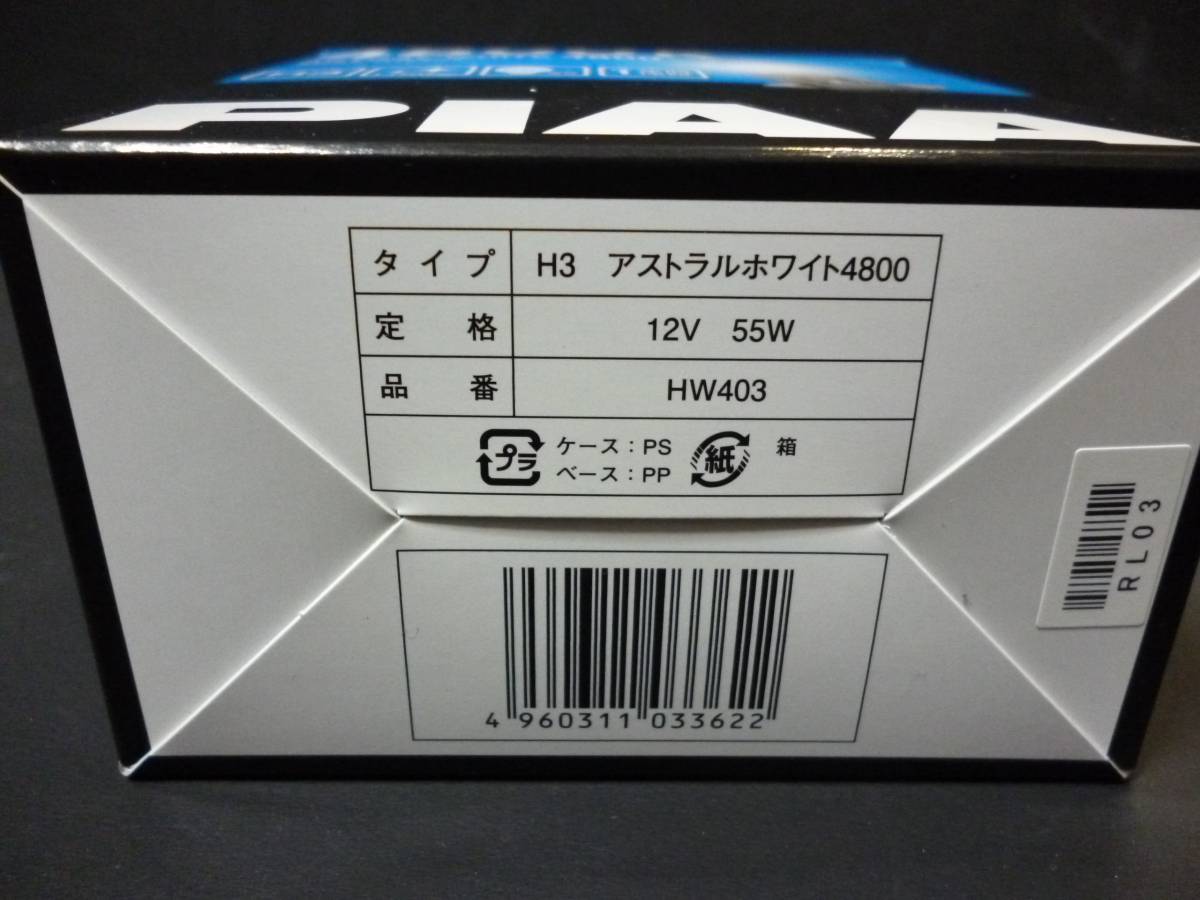 PIAA
タイプ H3 アストラルホワイト4800
定格 12V 55W
品番 HW403
プラ ケース：PS
ベース：PP
紙 箱
RL03
4 960311 033622